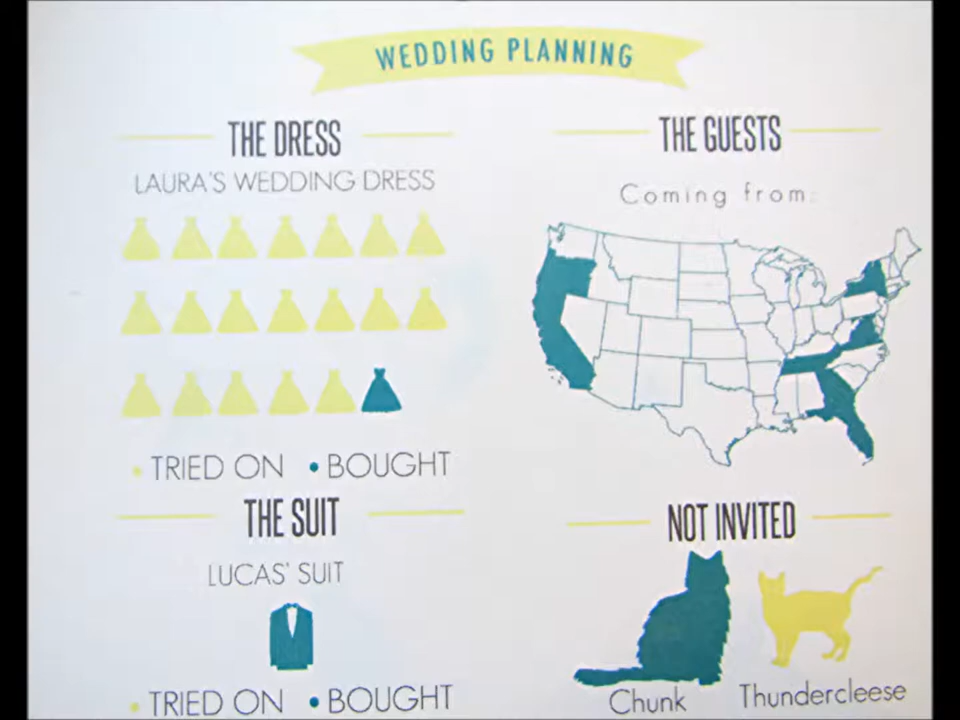 WEDDING PLANNING
THE DRESS
LAURA'S WEDDING DRESS
• TRIED ON • BOUGHT
THE SUIT
LUCAS' SUIT
• TRIED ON • BOUGHT
THE GUESTS
Coming from:
NOT INVITED
Chunk
Thundercleese